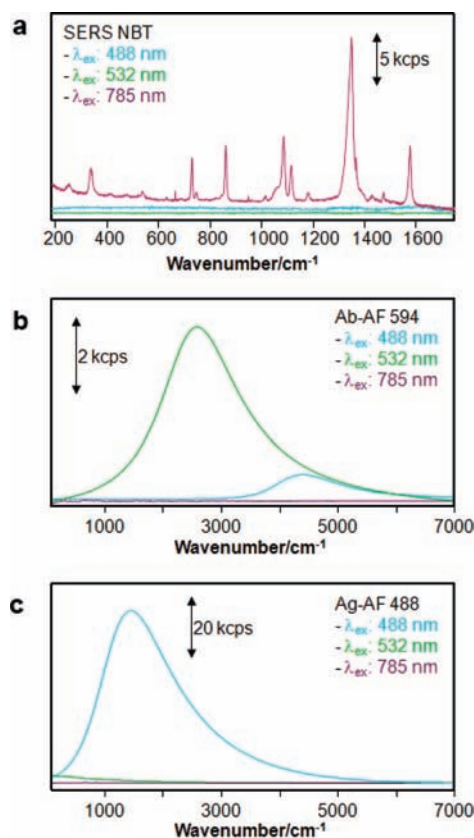 a
SERS NBT
- λex: 488 nm
- λex: 532 nm
- λex: 785 nm
5 kcps
200 400 600 800 1000 1200 1400 1600
Wavenumber/cm-1
b
Ab-AF 594
- λex: 488 nm
- λex: 532 nm
- λex: 785 nm
2 kcps
1000 3000 5000 7000
Wavenumber/cm-1
c
Ag-AF 488
- λex: 488 nm
- λex: 532 nm
- λex: 785 nm
20 kcps
1000 3000 5000 7000
Wavenumber/cm-1